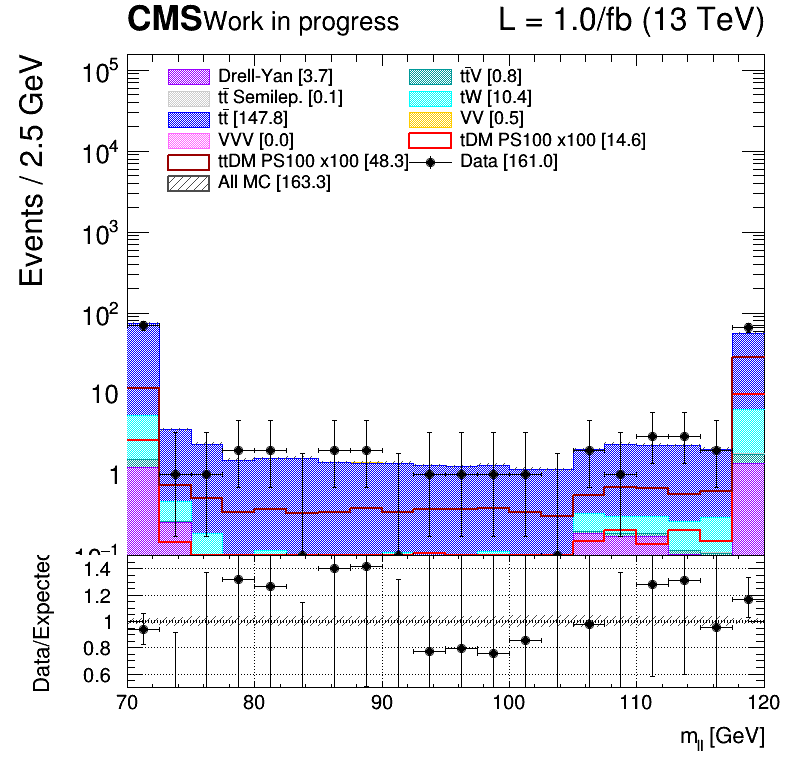 CMS Work in progress L = 1.0/fb (13 TeV)
Events / 2.5 GeV
10⁵
10⁴
10³
10²
10
1
10⁻¹
Drell-Yan [3.7]
tt̄V [0.8]
tt̄ Semilep. [0.1]
tW [10.4]
tt̄ [147.8]
VV [0.5]
VVV [0.0]
tDM PS100 x100 [14.6]
ttDM PS100 x100 [48.3]
Data [161.0]
All MC [163.3]
Data/Expected
1.4
1.2
1
0.8
0.6
70 80 90 100 110 120
m_ll [GeV]